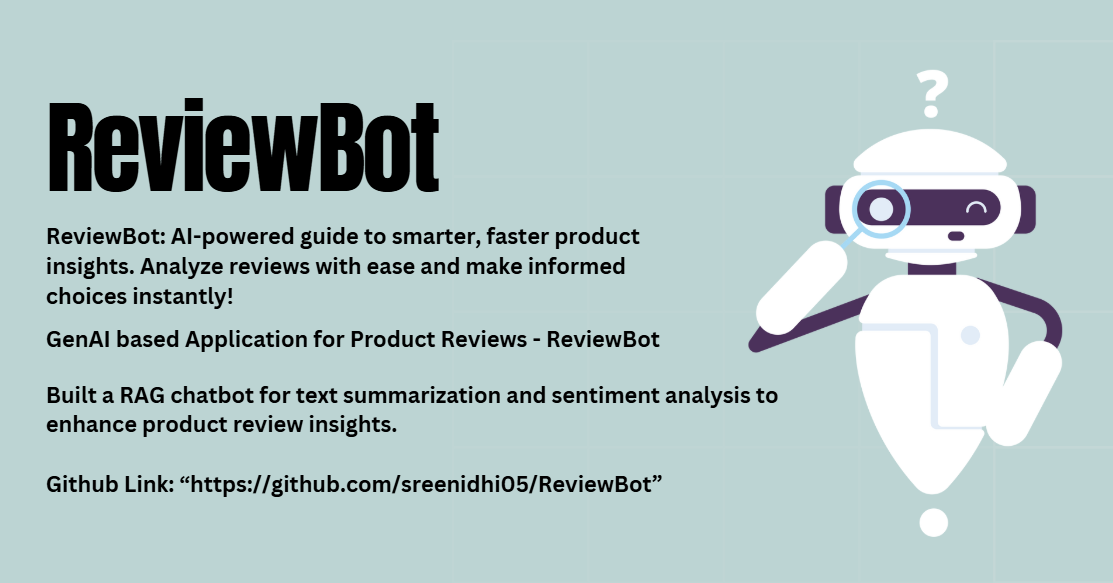 ?
ReviewBot
ReviewBot: AI-powered guide to smarter, faster product
insights. Analyze reviews with ease and make informed
choices instantly!
GenAI based Application for Product Reviews - ReviewBot
Built a RAG chatbot for text summarization and sentiment analysis to
enhance product review insights.
Github Link: “https://github.com/sreenidhi05/ReviewBot”